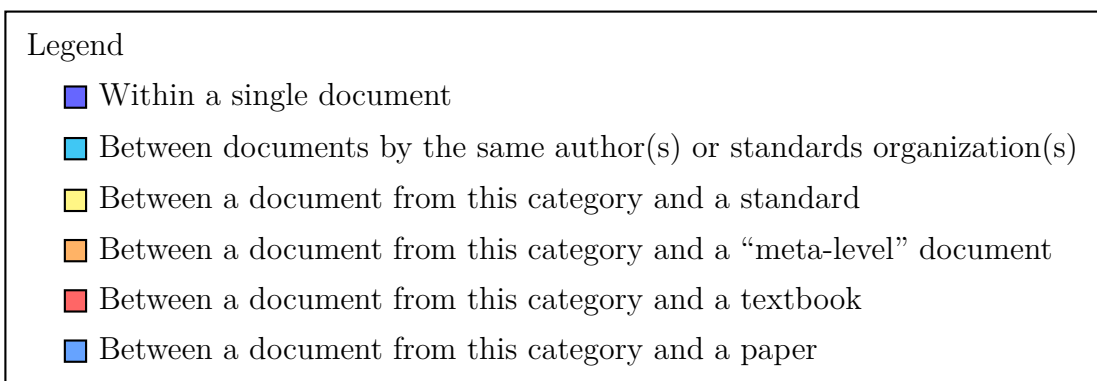 Legend
Within a single document
Between documents by the same author(s) or standards organization(s)
Between a document from this category and a standard
Between a document from this category and a “meta-level” document
Between a document from this category and a textbook
Between a document from this category and a paper